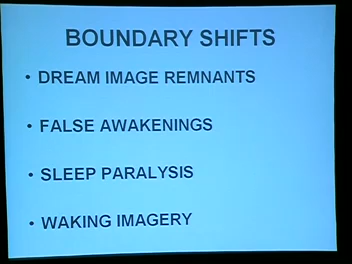 BOUNDARY SHIFTS
• DREAM IMAGE REMNANTS
• FALSE AWAKENINGS
• SLEEP PARALYSIS
• WAKING IMAGERY